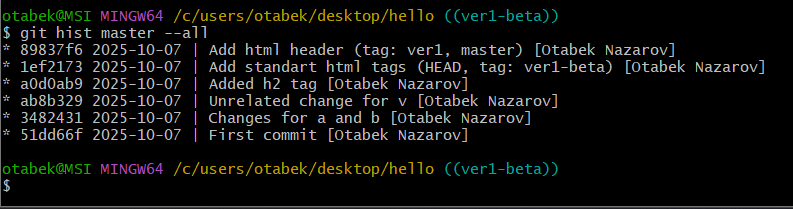 otabek@MSI MINGW64 /c/users/otabek/desktop/hello ((ver1-beta))
$ git hist master --all
* 89837f6 2025-10-07 | Add html header (tag: ver1, master) [Otabek Nazarov]
* 1ef2173 2025-10-07 | Add standart html tags (HEAD, tag: ver1-beta) [Otabek Nazarov]
* a0d0ab9 2025-10-07 | Added h2 tag [Otabek Nazarov]
* ab8b329 2025-10-07 | Unrelated change for v [Otabek Nazarov]
* 3482431 2025-10-07 | Changes for a and b [Otabek Nazarov]
* 51dd66f 2025-10-07 | First commit [Otabek Nazarov]
otabek@MSI MINGW64 /c/users/otabek/desktop/hello ((ver1-beta))
$